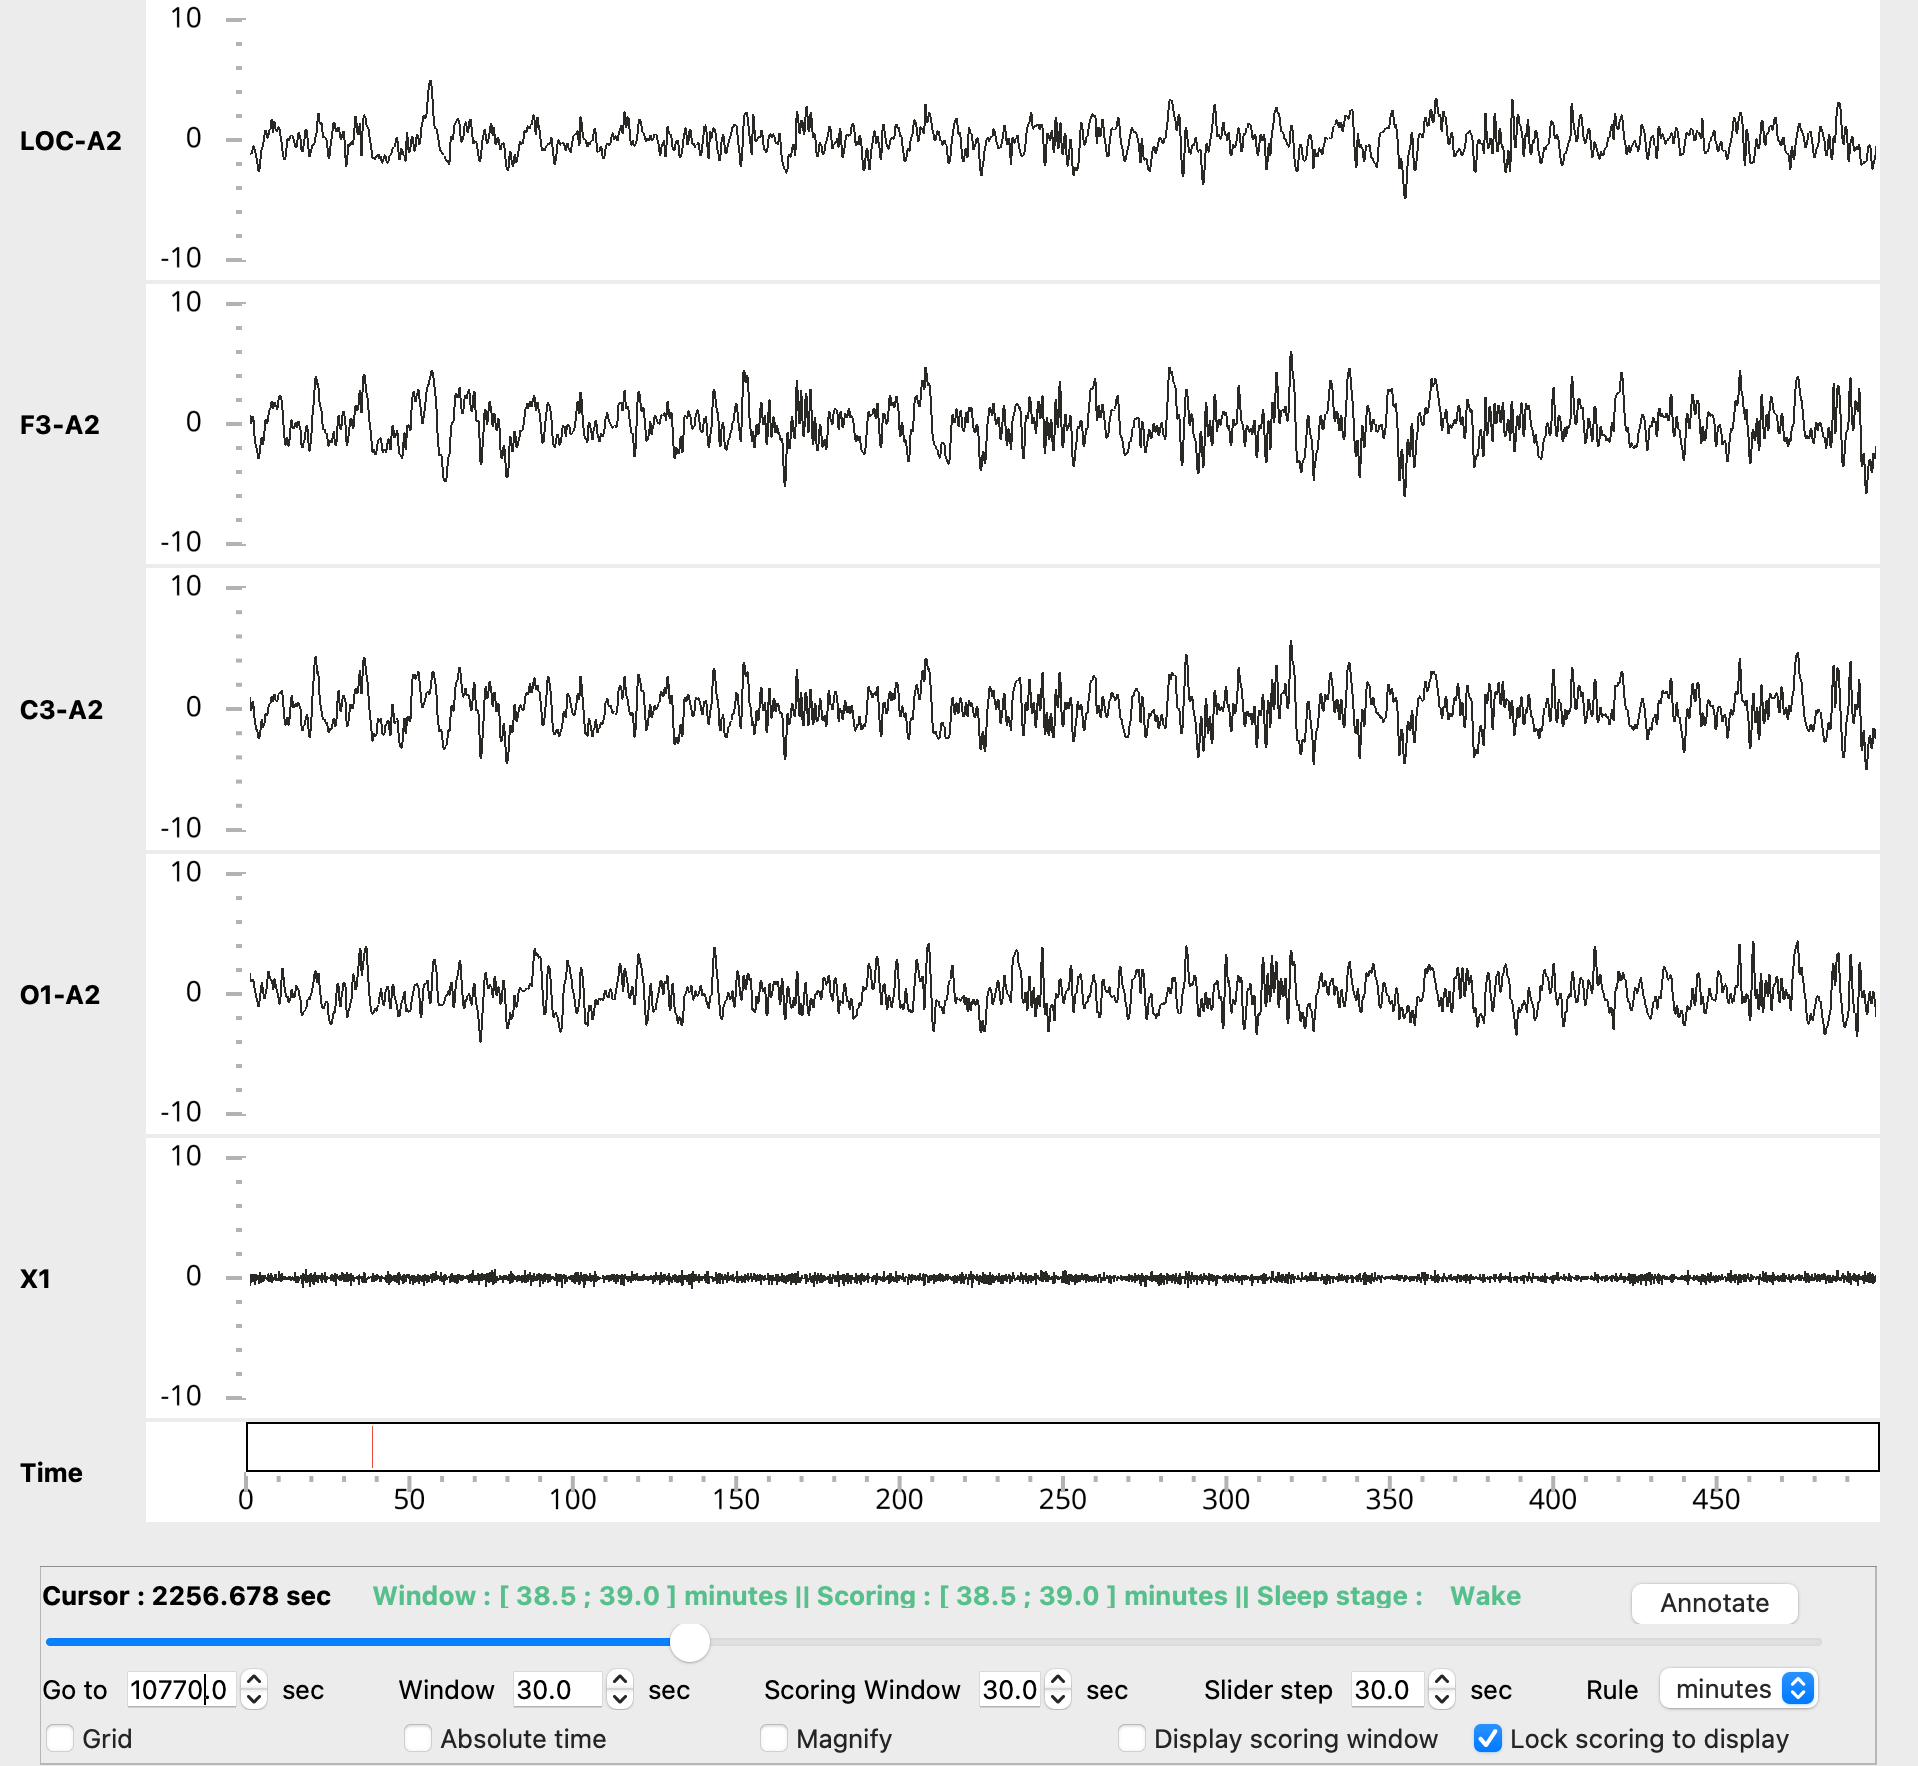 10
LOC-A2
0
-10
10
F3-A2
0
-10
10
C3-A2
0
-10
10
O1-A2
0
-10
10
X1
0
-10
Time
0 50 100 150 200 250 300 350 400 450
Cursor : 2256.678 sec Window : [ 38.5 ; 39.0 ] minutes || Scoring : [ 38.5 ; 39.0 ] minutes || Sleep stage : Wake Annotate
Go to 10770.0 sec Window 30.0 sec Scoring Window 30.0 sec Slider step 30.0 sec Rule minutes
Grid Absolute time Magnify Display scoring window Lock scoring to display